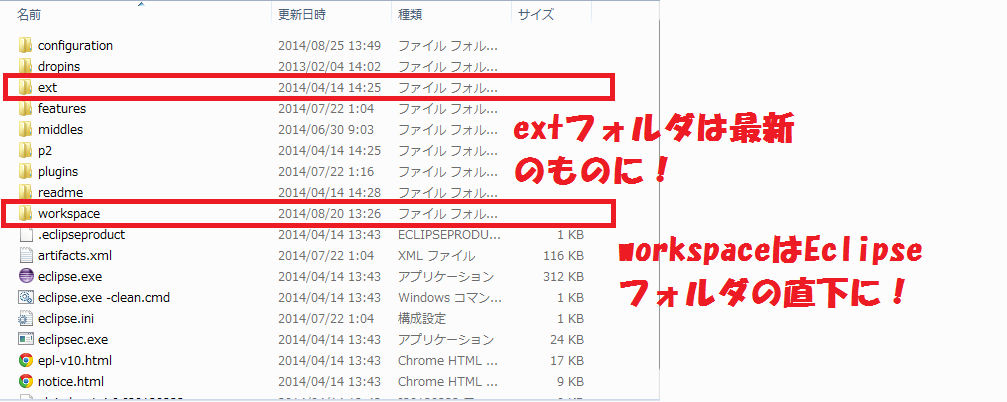 名前 更新日時 種類 サイズ
configuration 2014/08/25 13:49 ファイル フォル...
dropins 2013/02/04 14:02 ファイル フォル...
ext 2014/04/14 14:25 ファイル フォル...
features 2014/07/22 1:04 ファイル フォル...
middles 2014/06/30 9:03 ファイル フォル...
p2 2014/04/14 14:25 ファイル フォル...
plugins 2014/07/22 1:16 ファイル フォル...
readme 2014/04/14 14:28 ファイル フォル...
workspace 2014/08/20 13:26 ファイル フォル...
.eclipseproduct 2014/04/14 13:43 ECLIPSEPRODU... 1 KB
artifacts.xml 2014/07/22 1:04 XML ファイル 116 KB
eclipse.exe 2014/04/14 13:43 アプリケーション 312 KB
eclipse.exe -clean.cmd 2014/04/14 13:43 Windows コマン... 1 KB
eclipse.ini 2014/07/22 1:04 構成設定 1 KB
eclipsec.exe 2014/04/14 13:43 アプリケーション 24 KB
epl-v10.html 2014/04/14 13:43 Chrome HTML ... 17 KB
notice.html 2014/04/14 13:43 Chrome HTML ... 9 KB
extフォルダは最新
のものに！
workspaceはEclipse
フォルダの直下に！